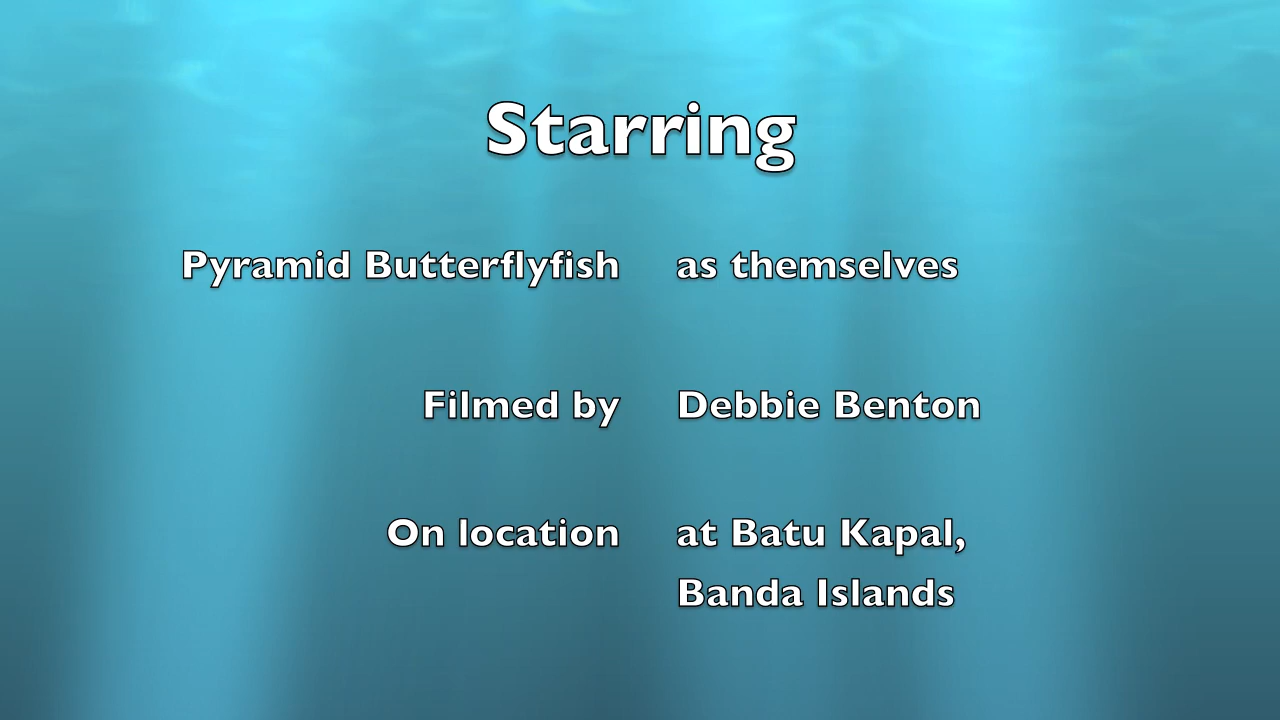 Starring
Pyramid Butterflyfish as themselves
Filmed by Debbie Benton
On location at Batu Kapal,
Banda Islands